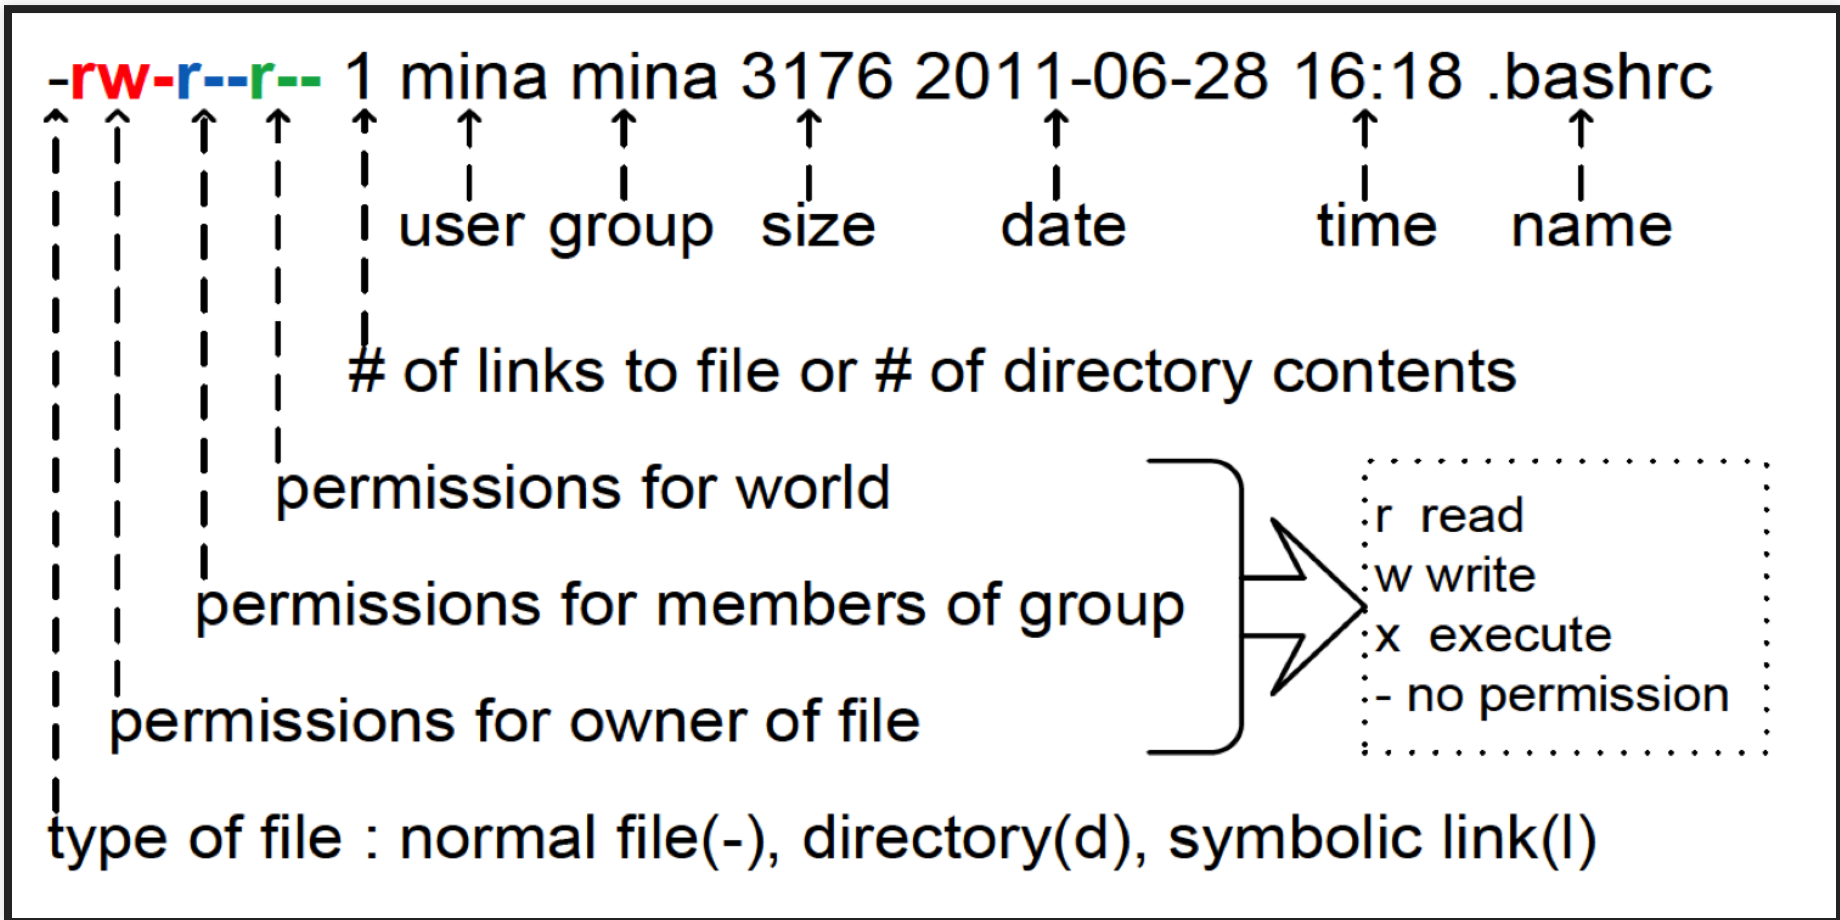 -rw-r--r-- 1 mina mina 3176 2011-06-28 16:18 .bashrc
user group size date time name
# of links to file or # of directory contents
permissions for world
permissions for members of group
permissions for owner of file
r read
w write
x execute
- no permission
type of file : normal file(-), directory(d), symbolic link(l)